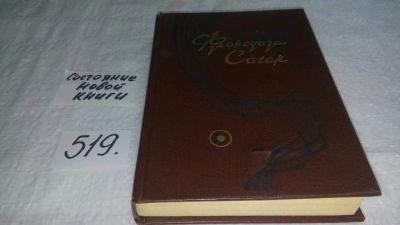 Состояние
новой
книги
519.
Франсуаза
Саган